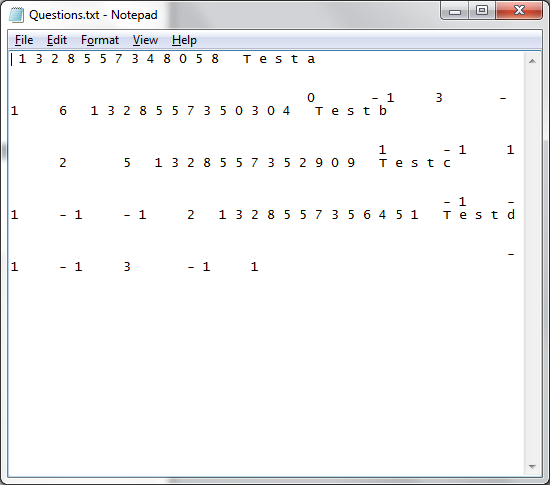 Questions.txt - Notepad
File Edit Format View Help
1 3 2 8 5 5 7 3 4 8 0 5 8 T e s t a
0 - 1 3 -
1 6 1 3 2 8 5 5 7 3 5 0 3 0 4 T e s t b
1 - 1 1
2 5 1 3 2 8 5 5 7 3 5 2 9 0 9 T e s t c
- 1 -
1 - 1 - 1 2 1 3 2 8 5 5 7 3 5 6 4 5 1 T e s t d
-
1 - 1 3 - 1 1